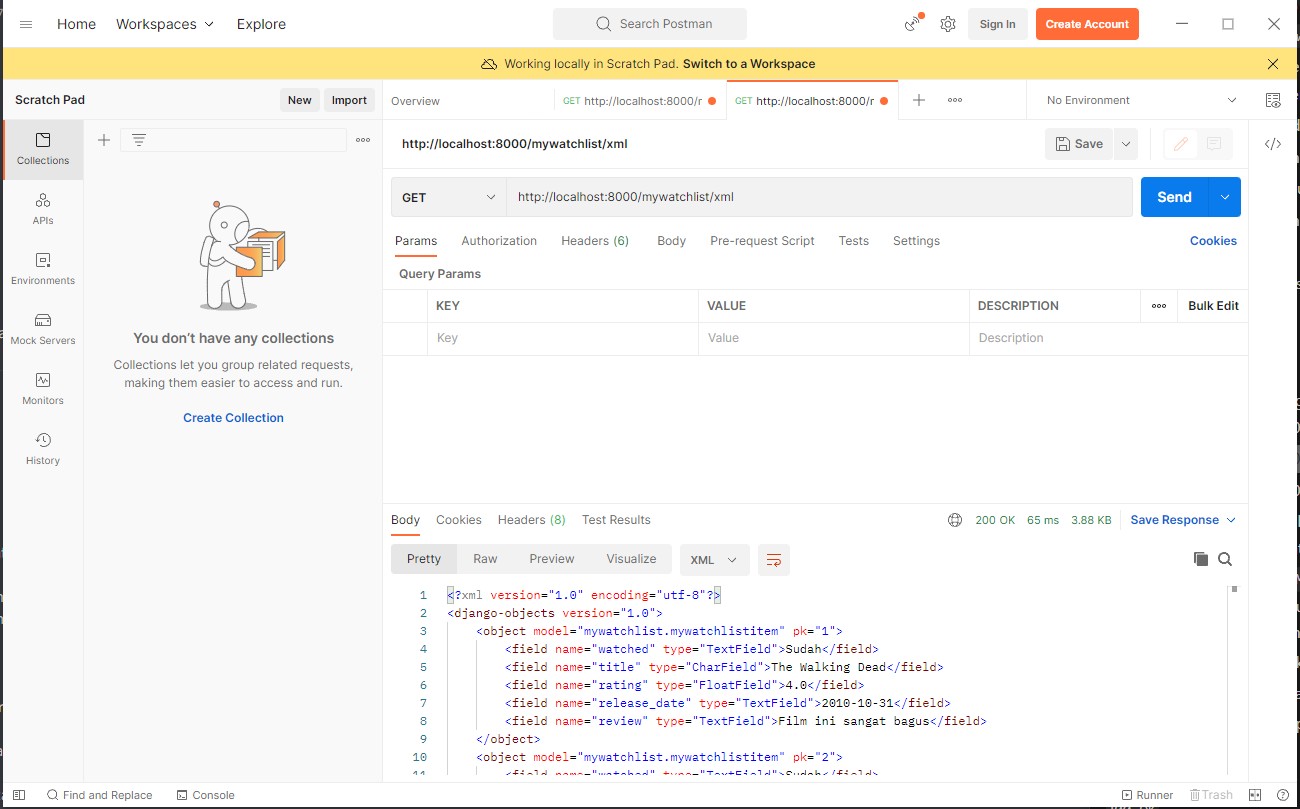 Home Workspaces Explore Search Postman Sign In Create Account
Working locally in Scratch Pad. Switch to a Workspace
Scratch Pad New Import Overview GET http://localhost:8000/r GET http://localhost:8000/r No Environment
Collections
APIs
Environments
Mock Servers
Monitors
History
You don't have any collections
Collections let you group related requests,
making them easier to access and run.
Create Collection
http://localhost:8000/mywatchlist/xml Save
GET http://localhost:8000/mywatchlist/xml Send
Params Authorization Headers (6) Body Pre-request Script Tests Settings Cookies
Query Params
KEY VALUE DESCRIPTION Bulk Edit
Key Value Description
Body Cookies Headers (8) Test Results 200 OK 65 ms 3.88 KB Save Response
Pretty Raw Preview Visualize XML
1 <?xml version="1.0" encoding="utf-8"?>
2 <django-objects version="1.0">
3 <object model="mywatchlist.mywatchlistitem" pk="1">
4 <field name="watched" type="TextField">Sudah</field>
5 <field name="title" type="CharField">The Walking Dead</field>
6 <field name="rating" type="FloatField">4.0</field>
7 <field name="release_date" type="TextField">2010-10-31</field>
8 <field name="review" type="TextField">Film ini sangat bagus</field>
9 </object>
10 <object model="mywatchlist.mywatchlistitem" pk="2">
11 <field name="watched" type="TextField">Sudah</field>
Find and Replace Console Runner Trash